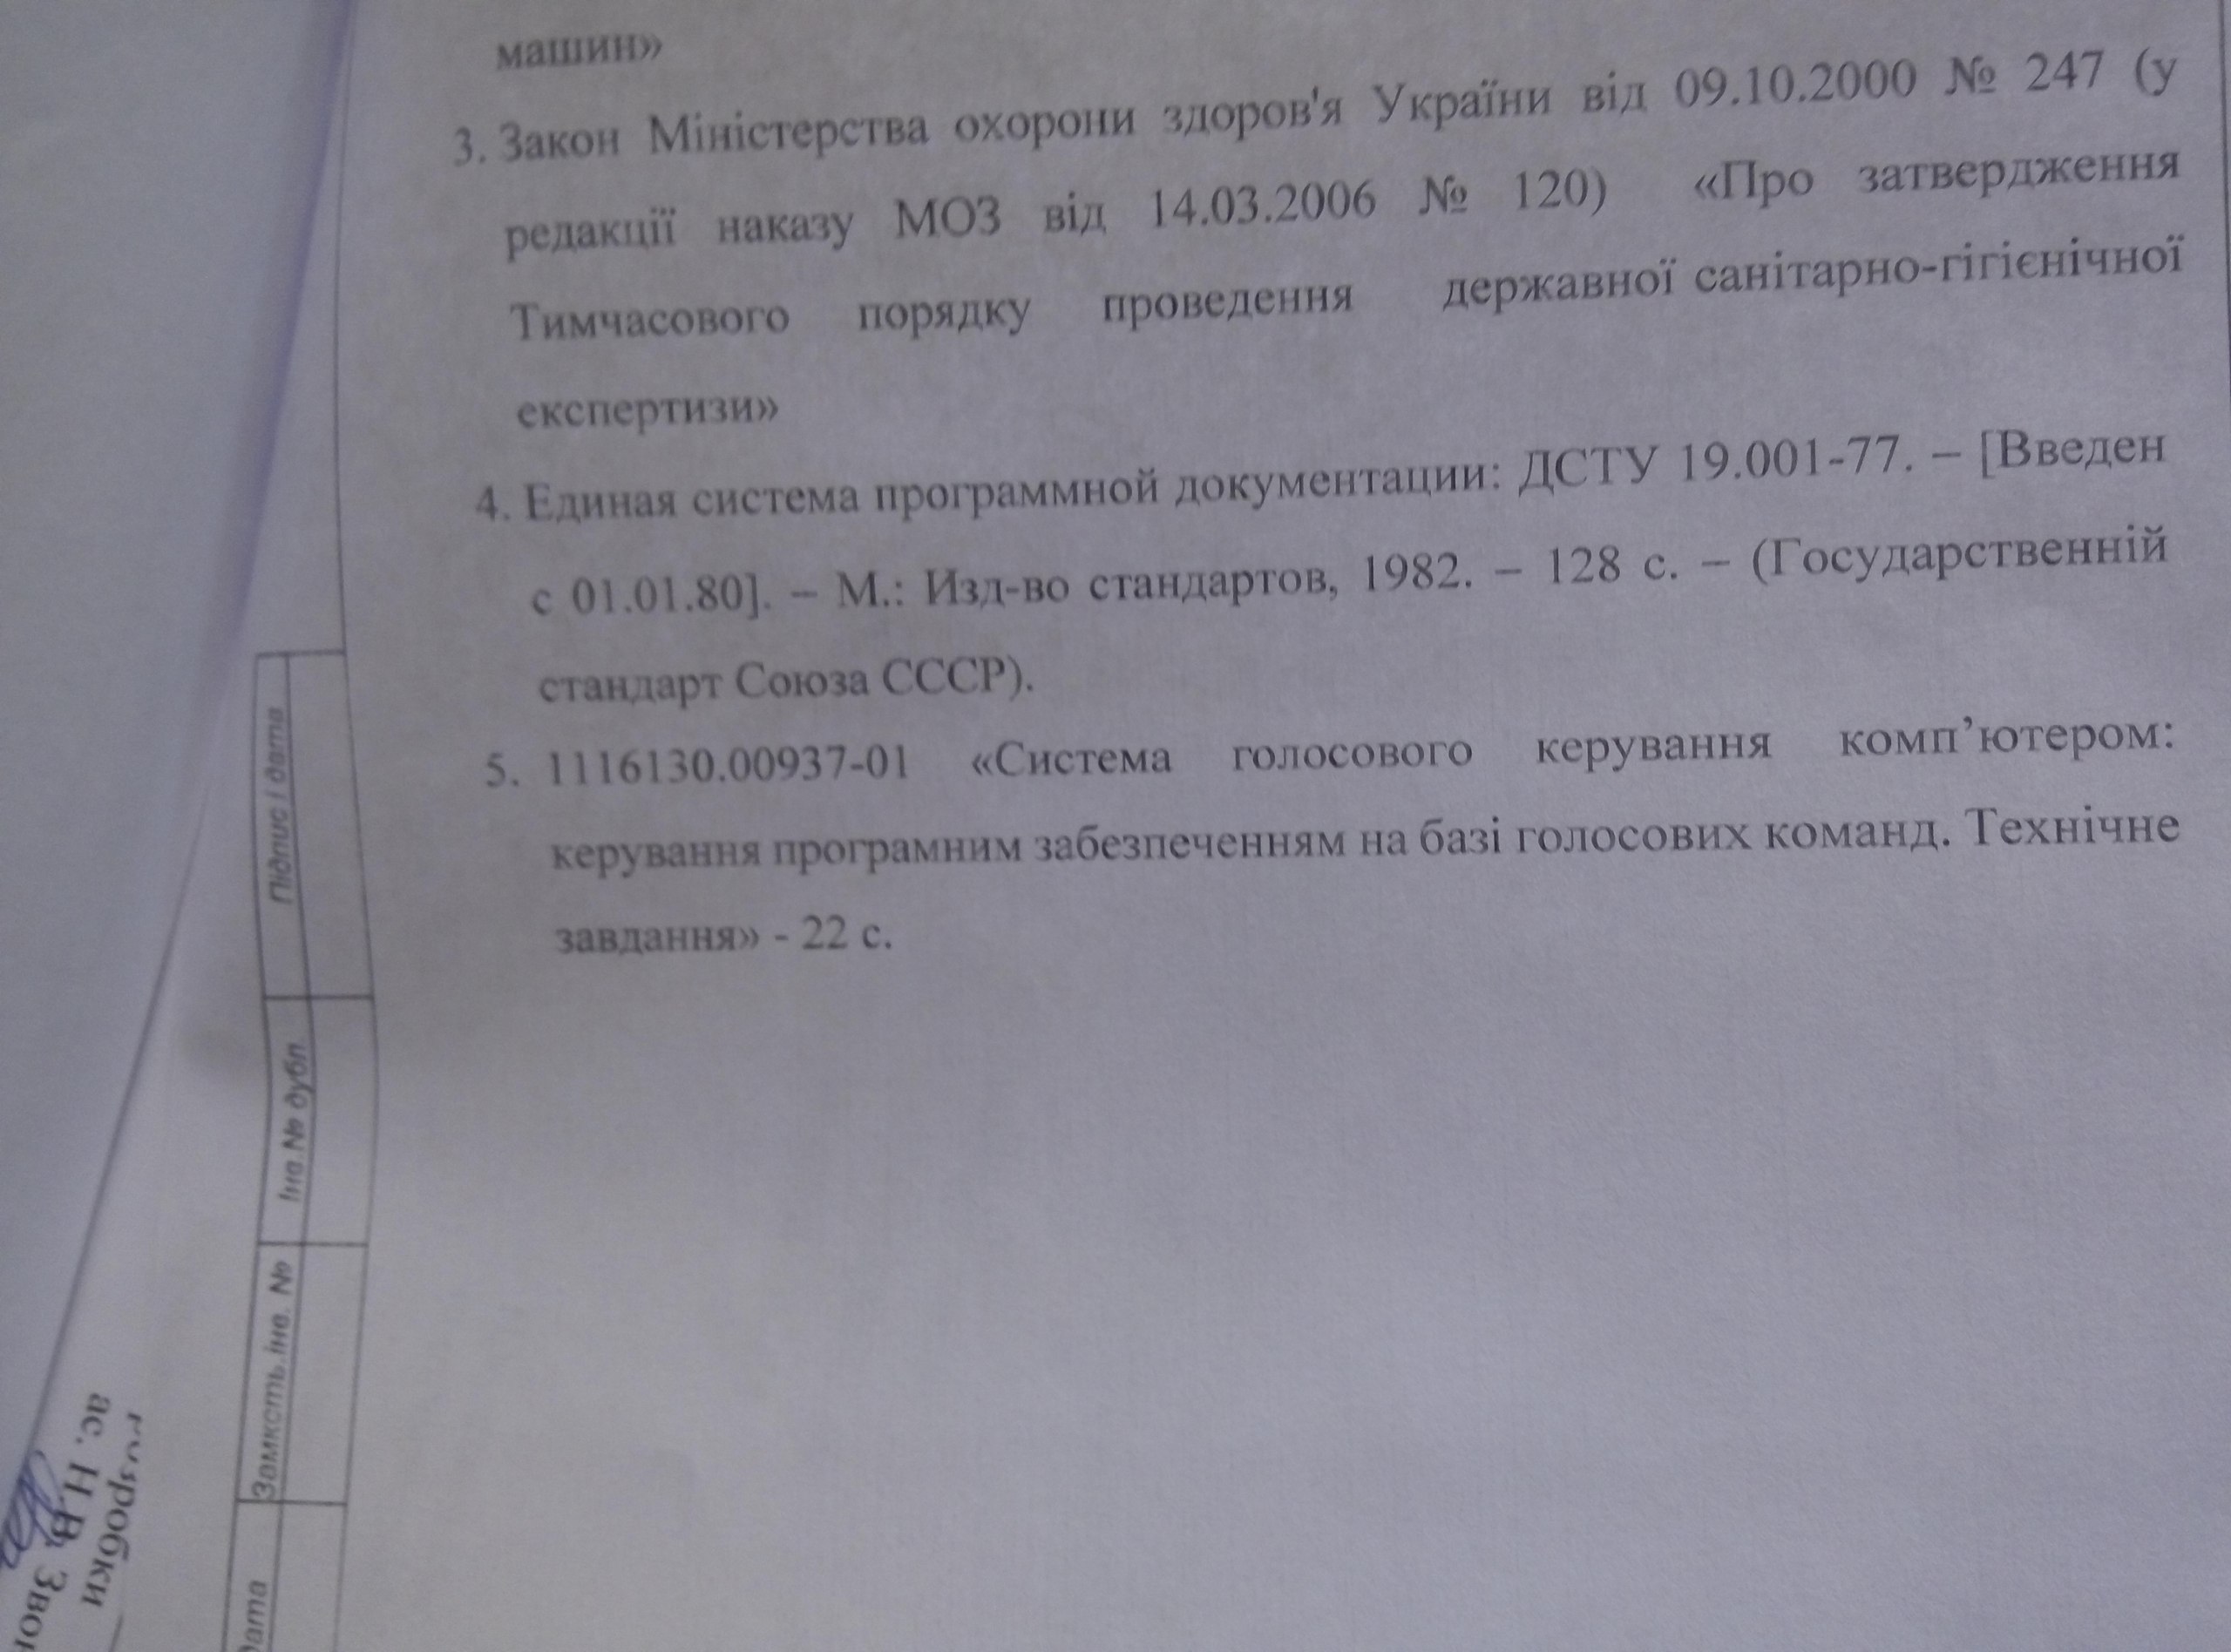 машин»
3. Закон Міністерства охорони здоров'я України від 09.10.2000 № 247 (у
редакції наказу МОЗ від 14.03.2006 № 120) «Про затвердження
Тимчасового порядку проведення державної санітарно-гігієнічної
експертизи»
4. Единая система программной документации: ДСТУ 19.001-77. – [Введен
с 01.01.80]. – М.: Изд-во стандартов, 1982. – 128 с. – (Государственній
стандарт Союза СССР).
5. 1116130.00937-01 «Система голосового керування комп’ютером:
керування програмним забезпеченням на базі голосових команд. Технічне
завдання» - 22 с.
Підпис і дата
Інв № дубл
Замксть.інв. №
дата
ас. Н.В.